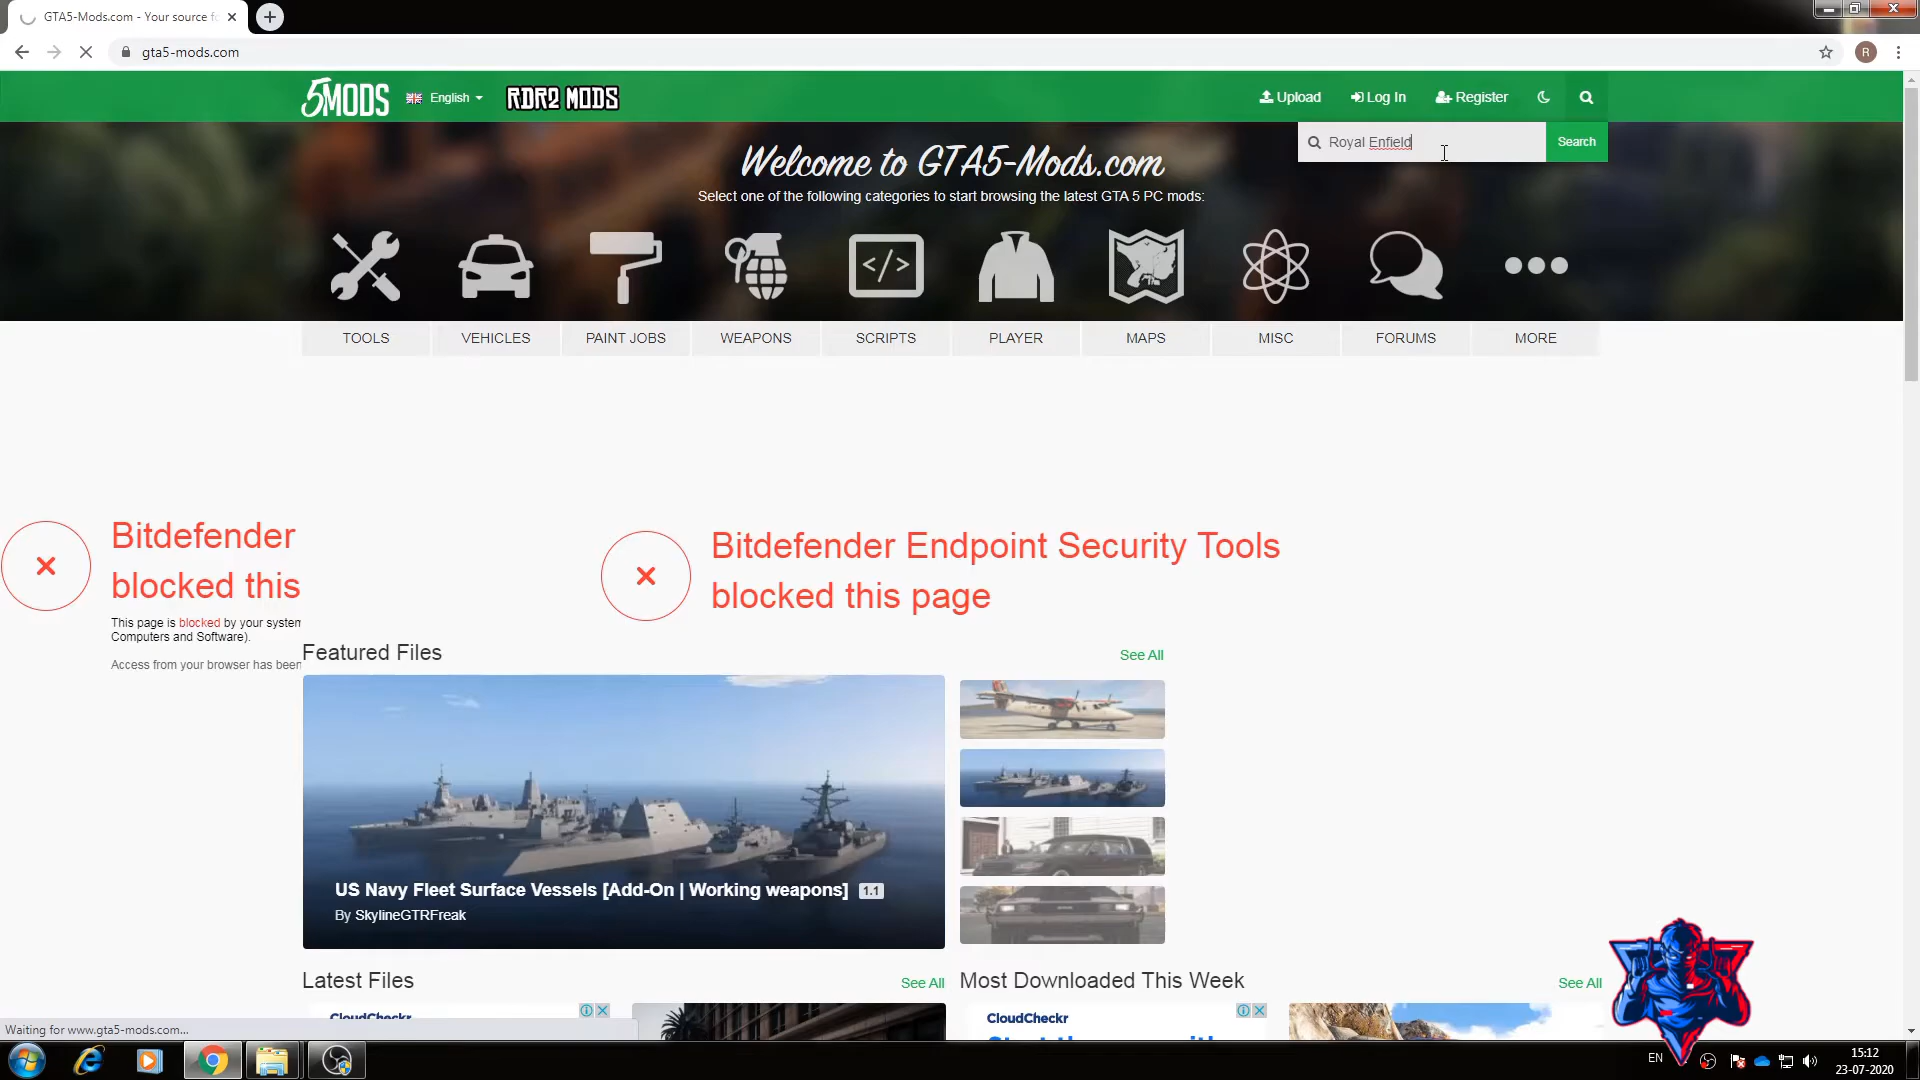 GTA5-Mods.com - Your source fo
gta5-mods.com
R
5MODS
English
RDR2 MODS
Upload
Log In
Register
Royal Enfield
Search
Welcome to GTA5-Mods.com
Select one of the following categories to start browsing the latest GTA 5 PC mods:
</>
TOOLS
VEHICLES
PAINT JOBS
WEAPONS
SCRIPTS
PLAYER
MAPS
MISC
FORUMS
MORE
Bitdefender
blocked this
This page is blocked by your system
Computers and Software).
Access from your browser has been
Bitdefender Endpoint Security Tools
blocked this page
Featured Files
See All
US Navy Fleet Surface Vessels [Add-On | Working weapons] 1.1
By SkylineGTRFreak
Latest Files
See All
Most Downloaded This Week
See All
CloudCheckr
CloudCheckr
Waiting for www.gta5-mods.com...
EN
15:12
23-07-2020